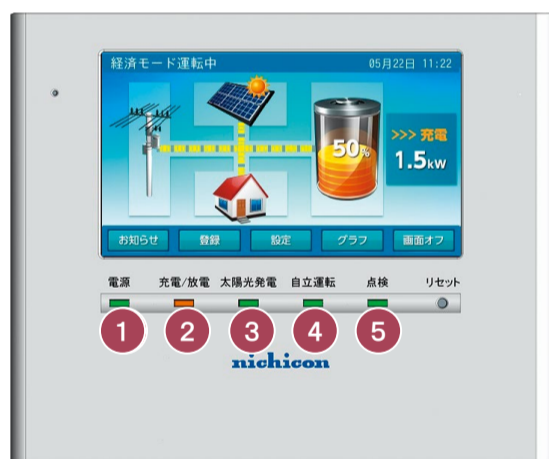 経済モード運転中 05月22日 11:22
50%
>>> 充電
1.5kw
お知らせ 登録 設定 グラフ 画面オフ
電源 充電/放電 太陽光発電 自立運転 点検 リセット
1 2 3 4 5
nichicon